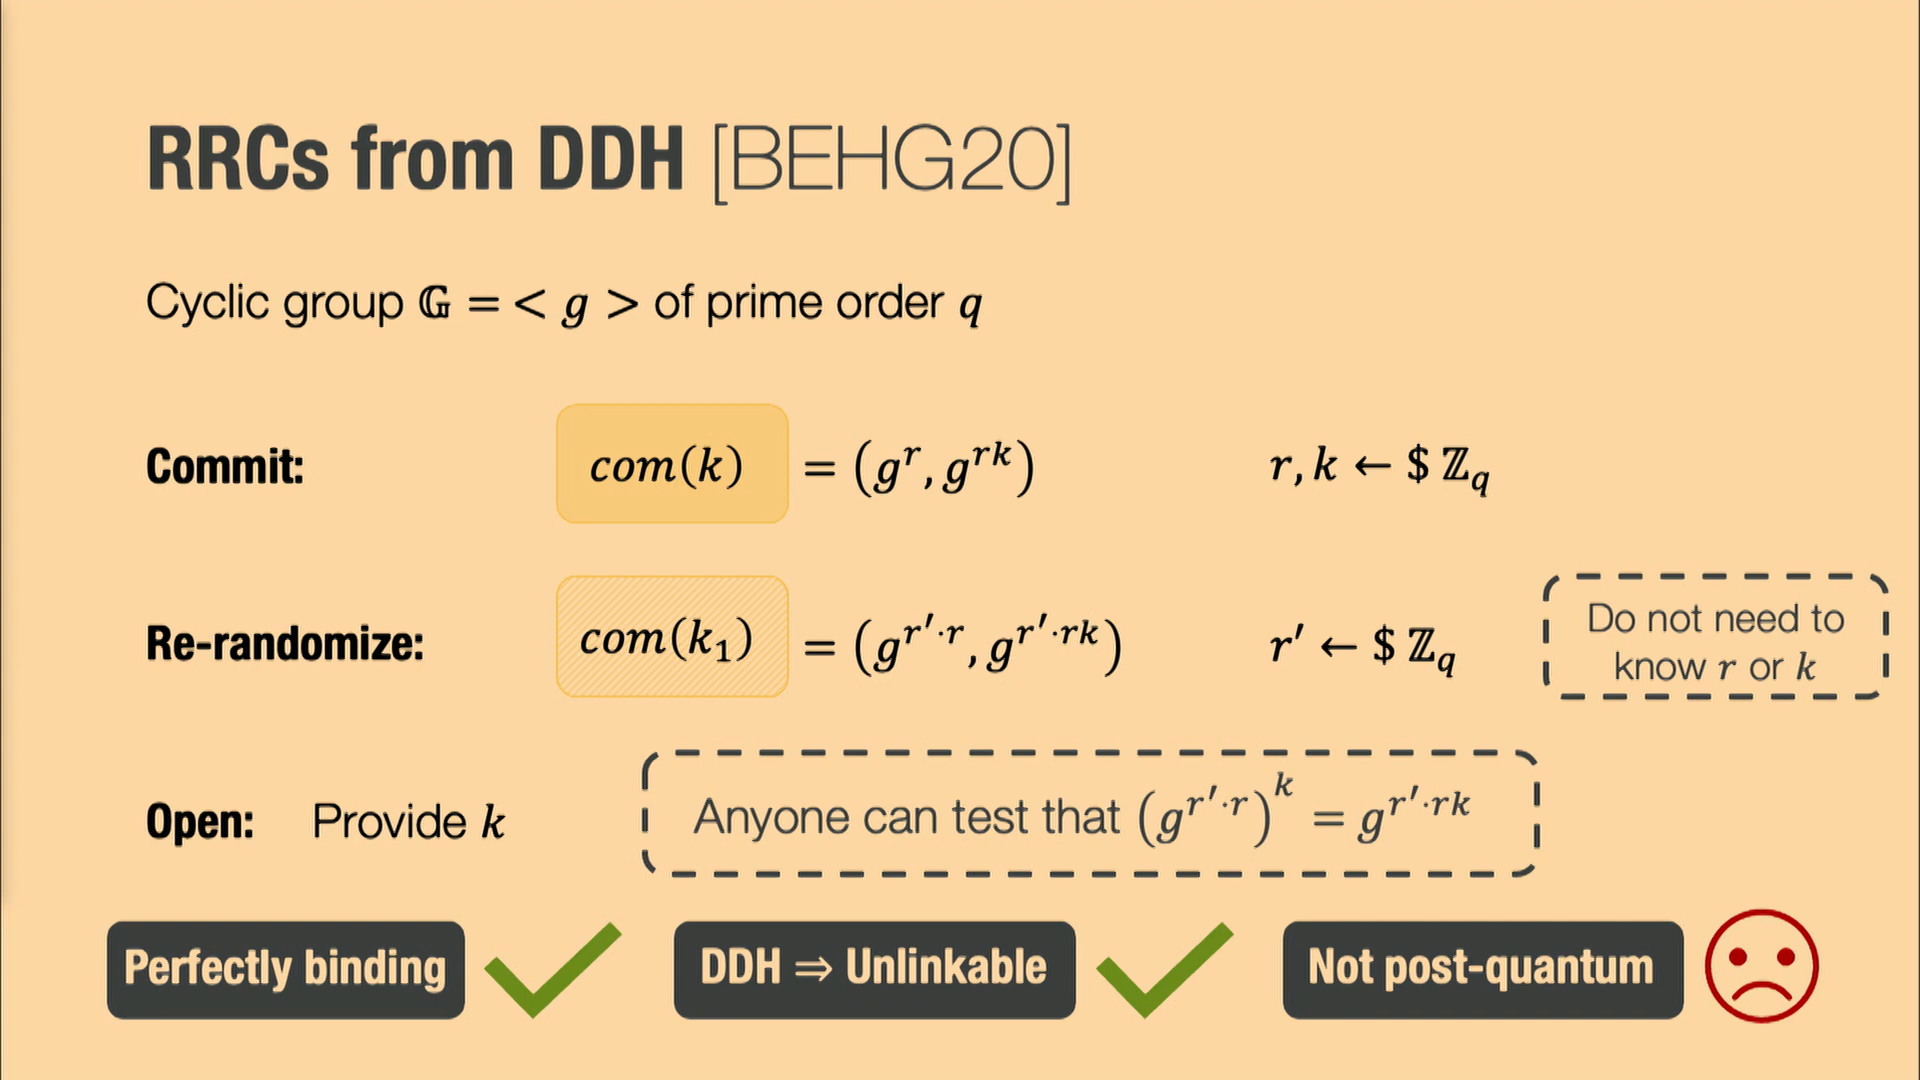 RRCs from DDH [BEHG20]
Cyclic group 𝔾 = < g > of prime order q
Commit: com(k) = (g^r, g^{rk}) r, k ← $ ℤ_q
Re-randomize: com(k₁) = (g^{r′·r}, g^{r′·rk}) r′ ← $ ℤ_q
Do not need to
know r or k
Open: Provide k
Anyone can test that (g^{r′·r})^k = g^{r′·rk}
Perfectly binding
DDH ⇒ Unlinkable
Not post-quantum